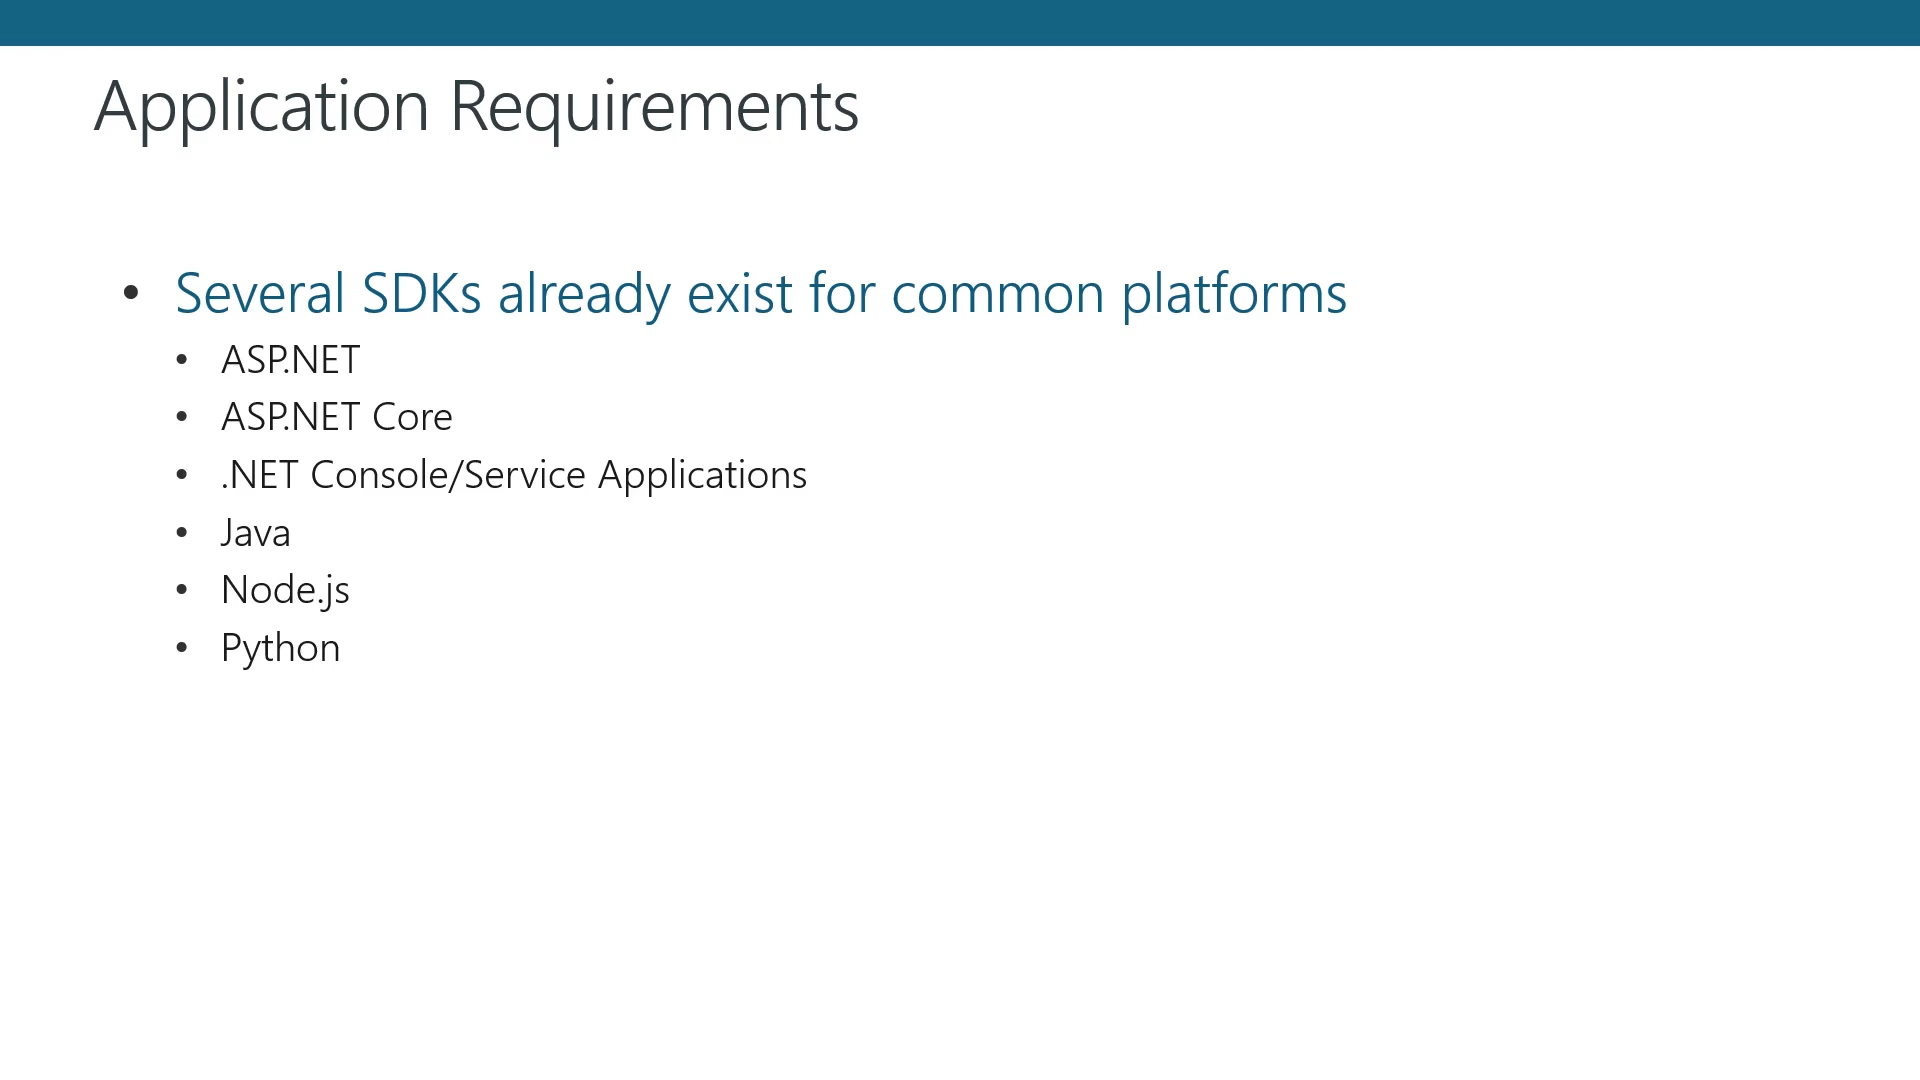 Application Requirements
• Several SDKs already exist for common platforms
• ASP.NET
• ASP.NET Core
• .NET Console/Service Applications
• Java
• Node.js
• Python